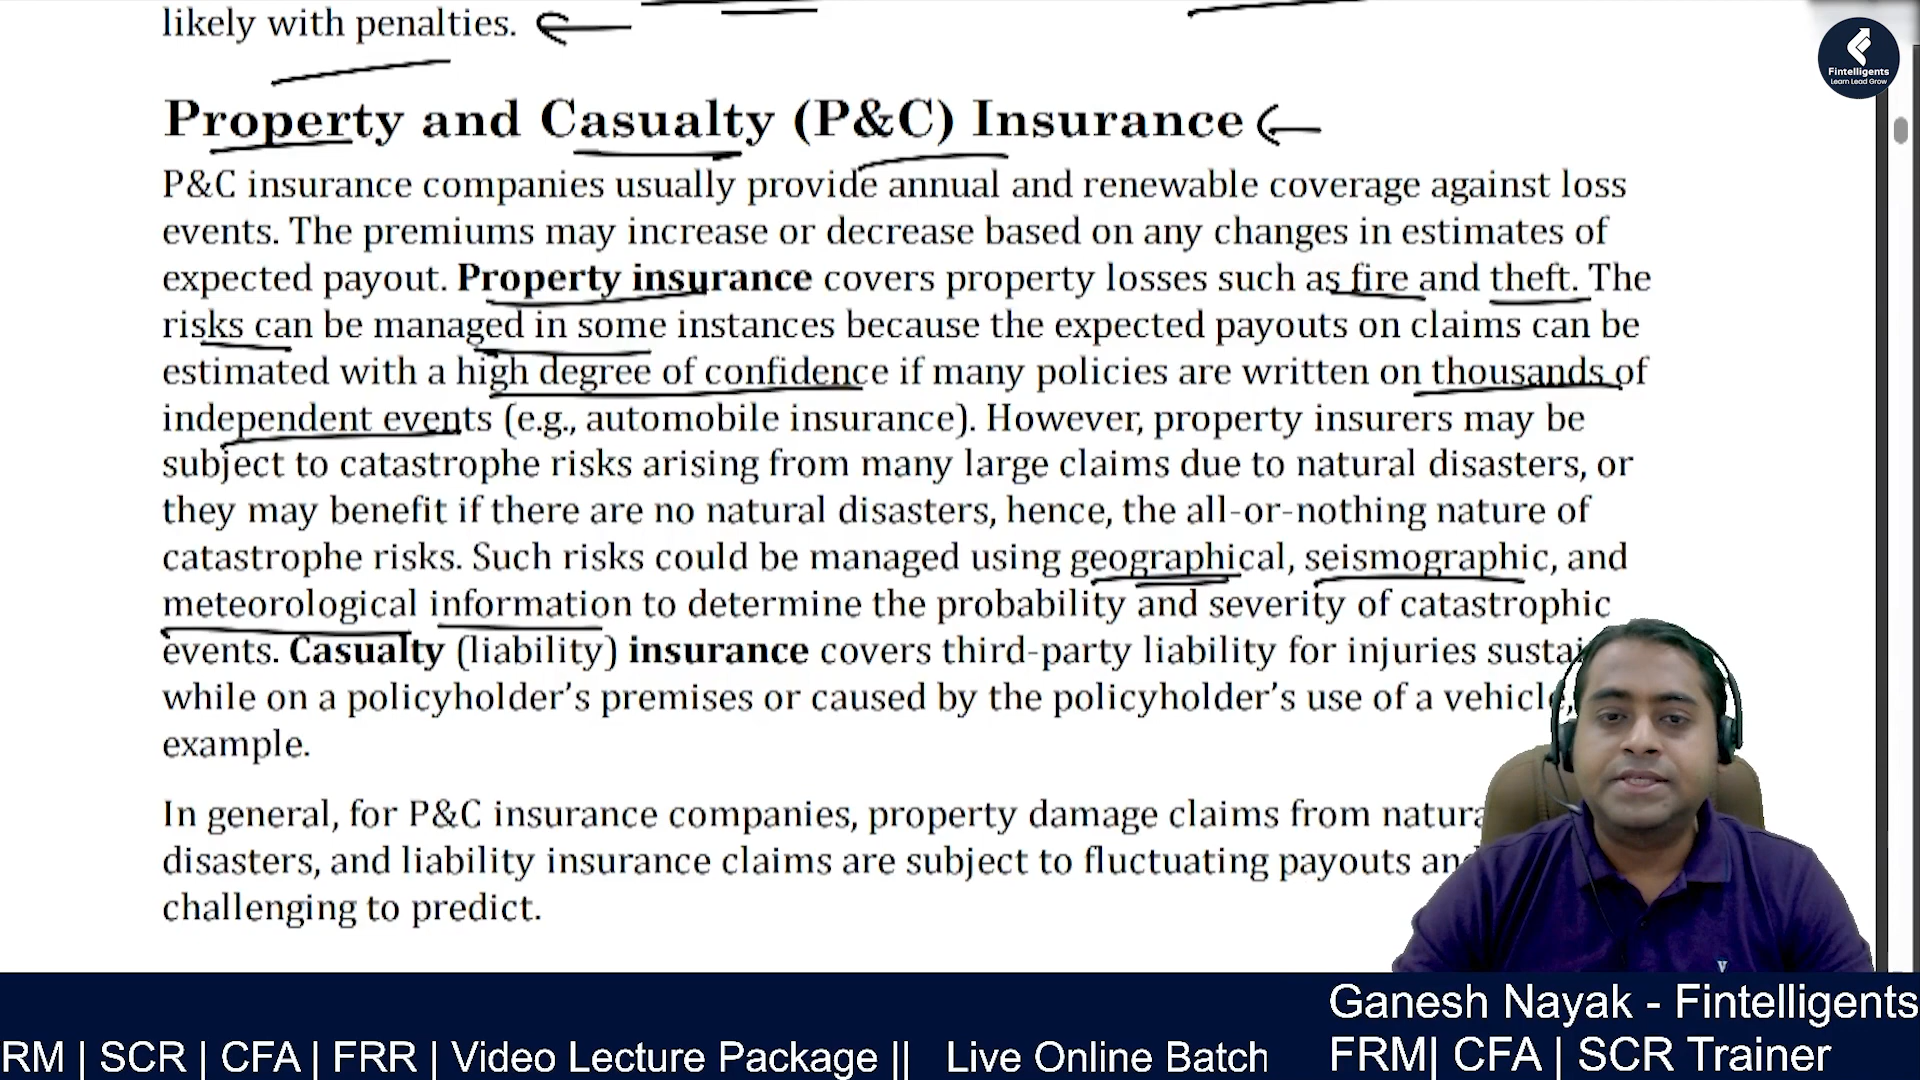 likely with penalties.
Fintelligents
Learn Lead Grow
Property and Casualty (P&C) Insurance
P&C insurance companies usually provide annual and renewable coverage against loss
events. The premiums may increase or decrease based on any changes in estimates of
expected payout. Property insurance covers property losses such as fire and theft. The
risks can be managed in some instances because the expected payouts on claims can be
estimated with a high degree of confidence if many policies are written on thousands of
independent events (e.g., automobile insurance). However, property insurers may be
subject to catastrophe risks arising from many large claims due to natural disasters, or
they may benefit if there are no natural disasters, hence, the all-or-nothing nature of
catastrophe risks. Such risks could be managed using geographical, seismographic, and
meteorological information to determine the probability and severity of catastrophic
events. Casualty (liability) insurance covers third-party liability for injuries sustai
while on a policyholder's premises or caused by the policyholder's use of a vehicle,
example.
In general, for P&C insurance companies, property damage claims from natura
disasters, and liability insurance claims are subject to fluctuating payouts and
challenging to predict.
Ganesh Nayak - Fintelligents
RM | SCR | CFA | FRR | Video Lecture Package || Live Online Batch
FRM| CFA | SCR Trainer